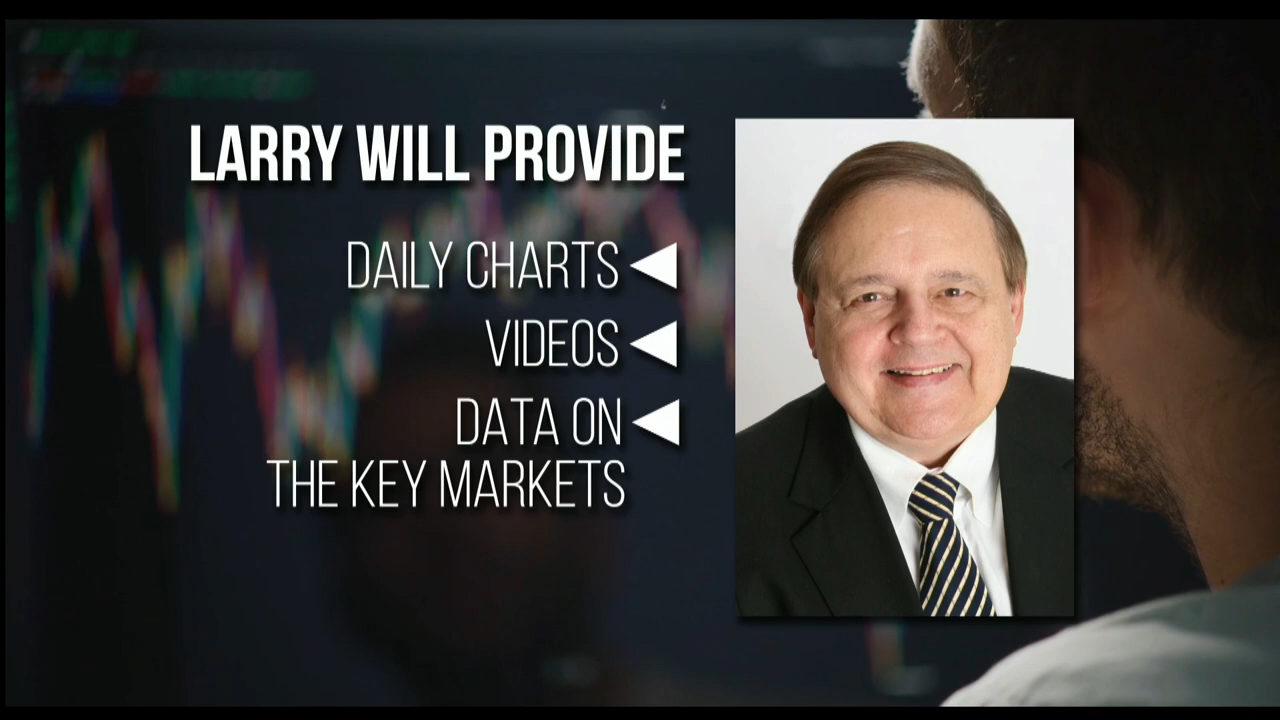 LARRY WILL PROVIDE
DAILY CHARTS
VIDEOS
DATA ON
THE KEY MARKETS